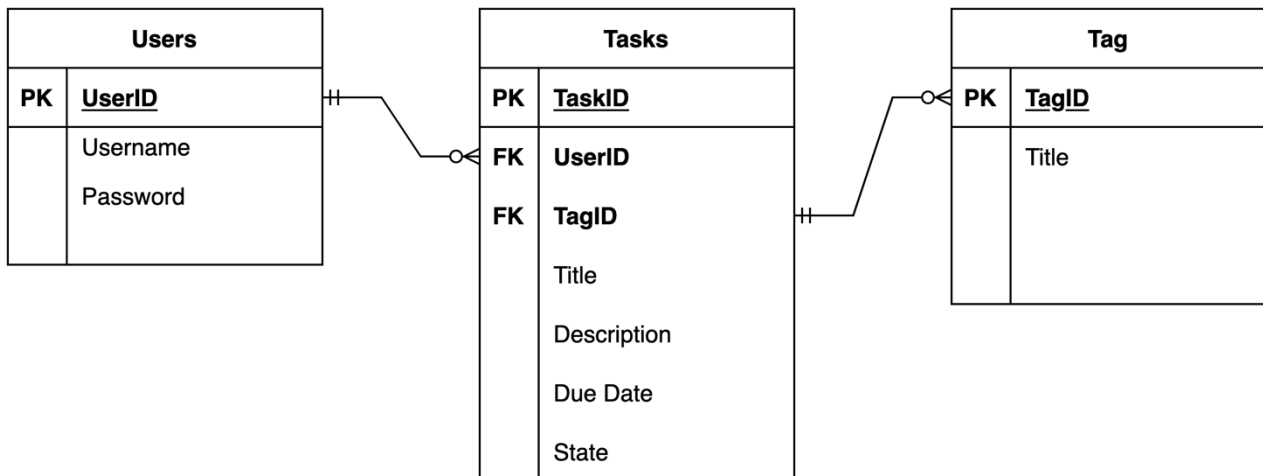 Users
PK UserID
Username
Password
Tasks
PK TaskID
FK UserID
FK TagID
Title
Description
Due Date
State
Tag
PK TagID
Title